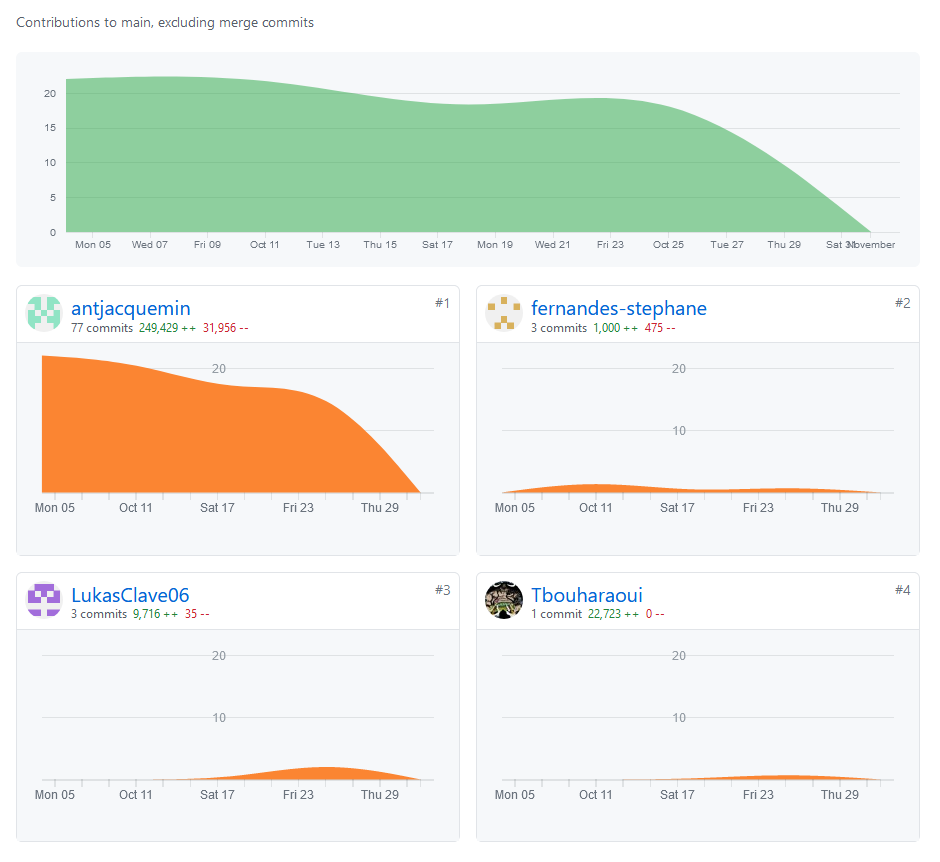 Contributions to main, excluding merge commits
20
15
10
5
0
Mon 05 Wed 07 Fri 09 Oct 11 Tue 13 Thu 15 Sat 17 Mon 19 Wed 21 Fri 23 Oct 25 Tue 27 Thu 29 Sat 31 November
antjacquemin #1
77 commits 249,429 ++ 31,956 --
20
Mon 05 Oct 11 Sat 17 Fri 23 Thu 29
fernandes-stephane #2
3 commits 1,000 ++ 475 --
20
10
Mon 05 Oct 11 Sat 17 Fri 23 Thu 29
LukasClave06 #3
3 commits 9,716 ++ 35 --
20
10
Mon 05 Oct 11 Sat 17 Fri 23 Thu 29
Tbouharaoui #4
1 commit 22,723 ++ 0 --
20
10
Mon 05 Oct 11 Sat 17 Fri 23 Thu 29